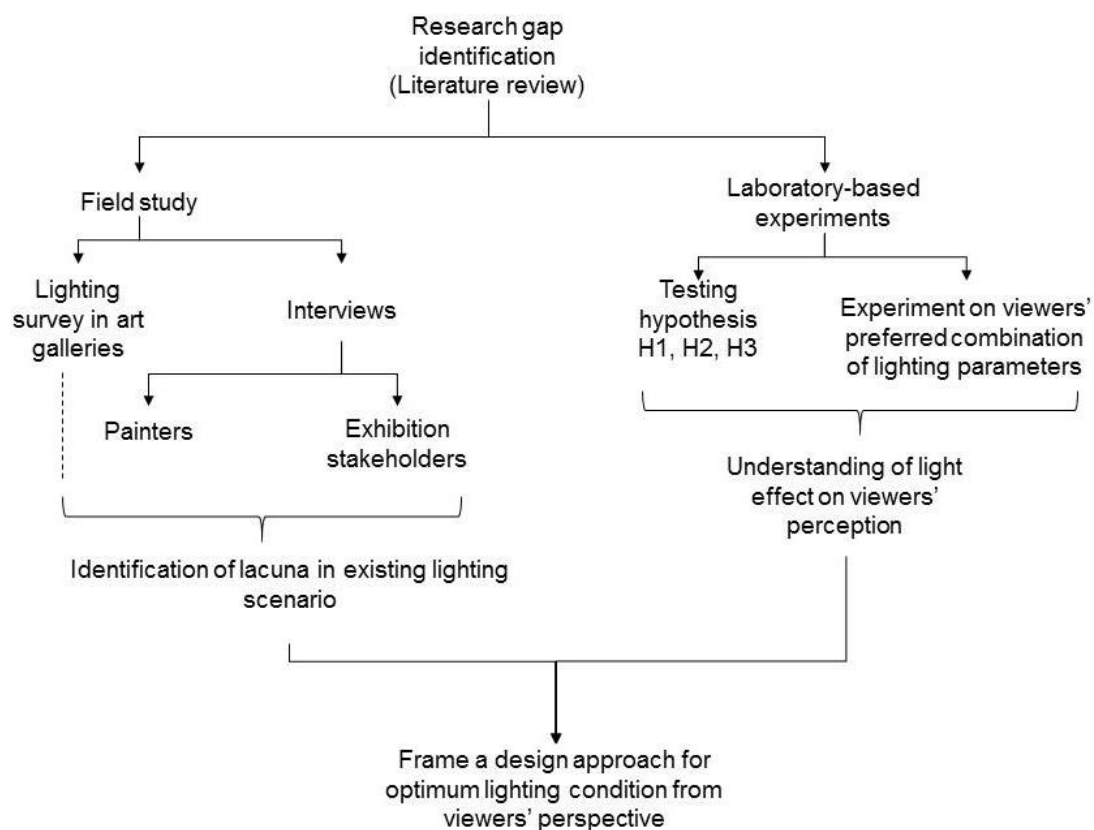 Research gap
identification
(Literature review)
Field study
Laboratory-based
experiments
Lighting
survey in art
galleries
Interviews
Testing
hypothesis
H1, H2, H3
Experiment on viewers’
preferred combination
of lighting parameters
Painters
Exhibition
stakeholders
Understanding of light
effect on viewers’
perception
Identification of lacuna in existing lighting
scenario
Frame a design approach for
optimum lighting condition from
viewers’ perspective